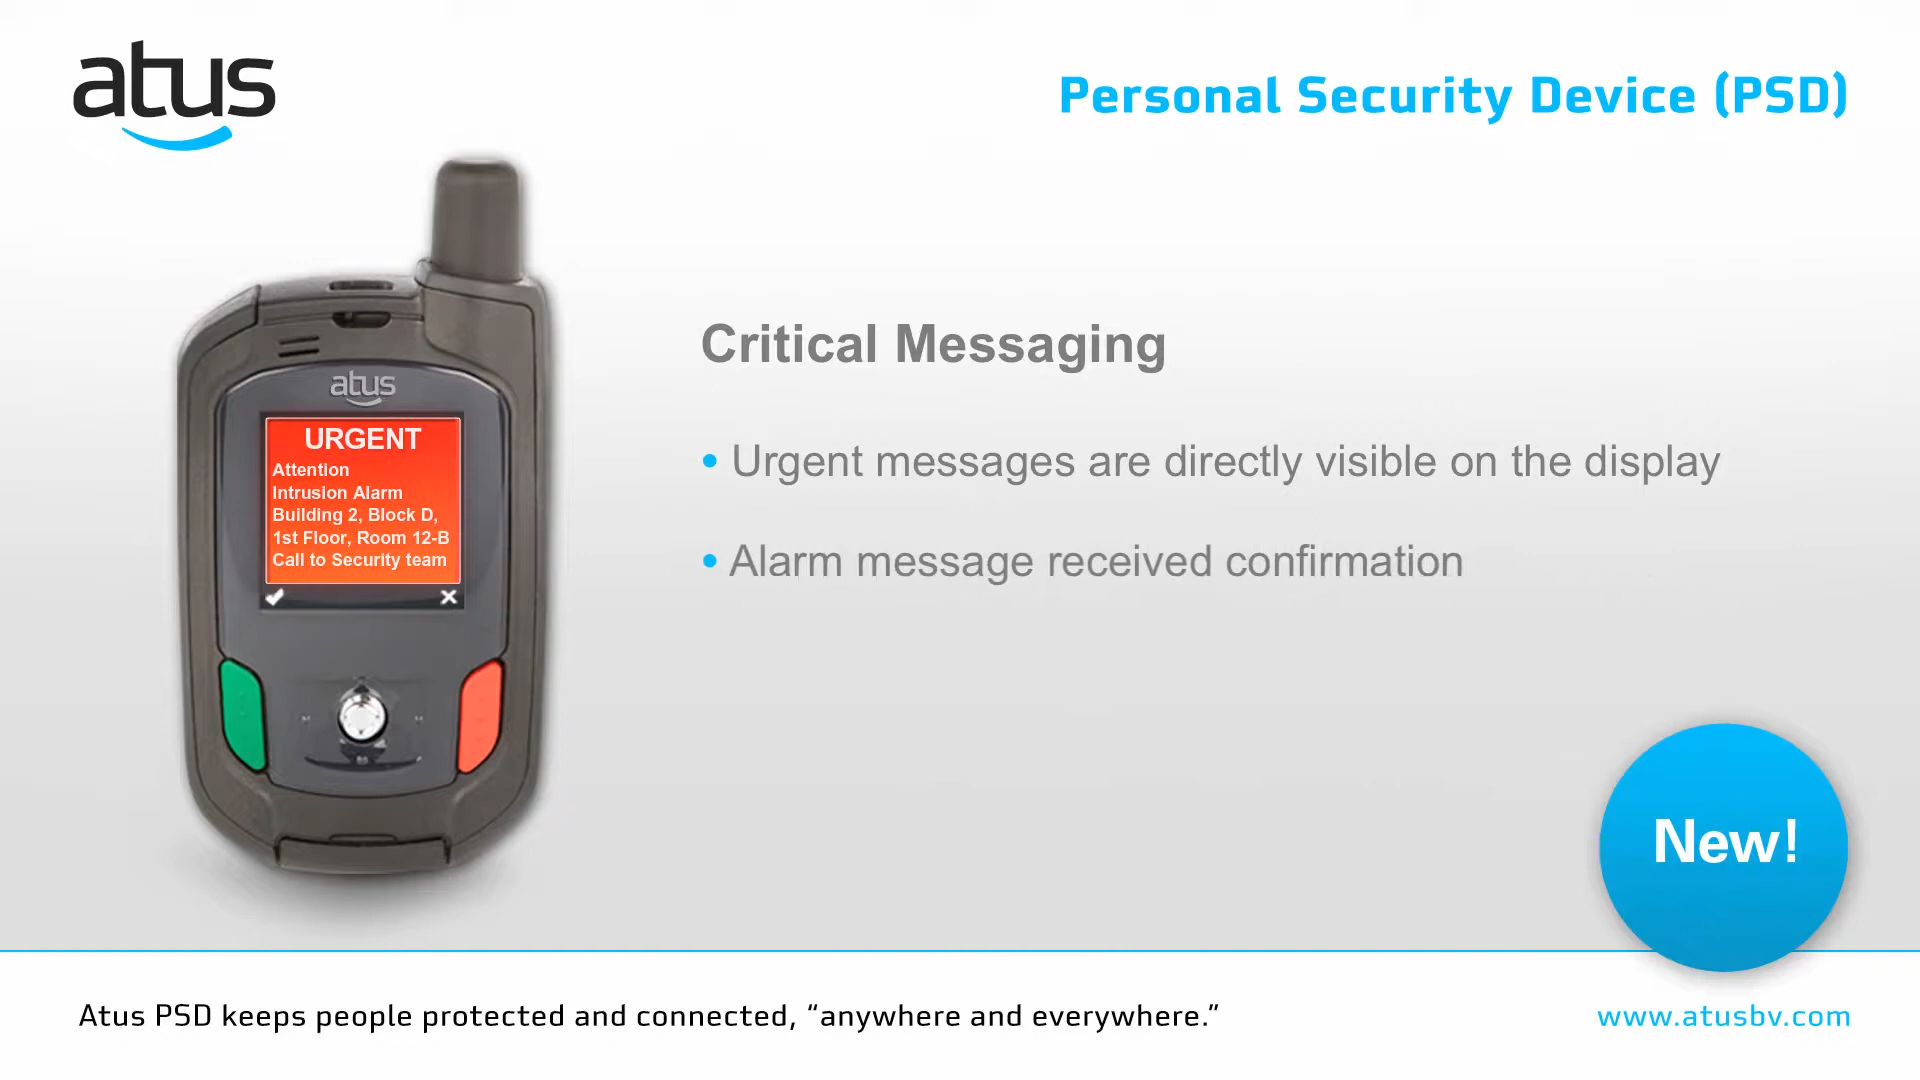 atus
Personal Security Device (PSD)
atus
URGENT
Attention
Intrusion Alarm
Building 2, Block D,
1st Floor, Room 12-B
Call to Security team
Critical Messaging
• Urgent messages are directly visible on the display
• Alarm message received confirmation
New!
Atus PSD keeps people protected and connected, “anywhere and everywhere.”
www.atusbv.com